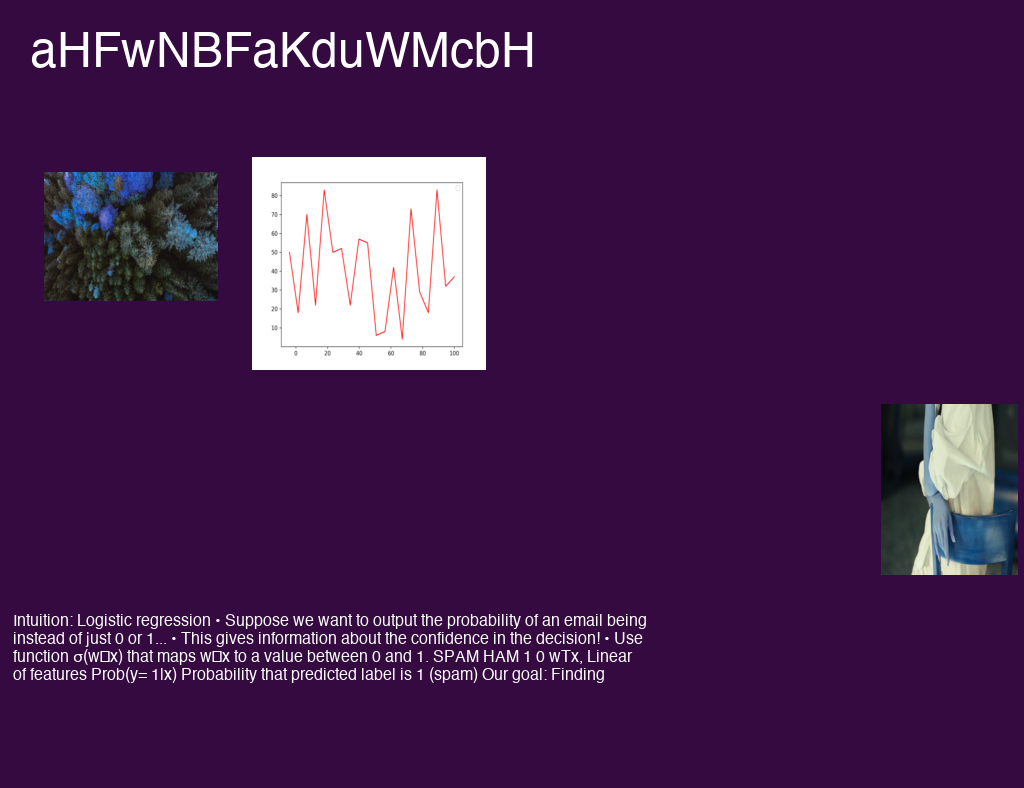 aHFwNBFaKduWMcbH
80
70
60
50
40
30
20
10
0 20 40 60 80 100
Intuition: Logistic regression • Suppose we want to output the probability of an email being
instead of just 0 or 1... • This gives information about the confidence in the decision! • Use
function σ(w□x) that maps w□x to a value between 0 and 1. SPAM HAM 1 0 wTx, Linear
of features Prob(y= 1|x) Probability that predicted label is 1 (spam) Our goal: Finding